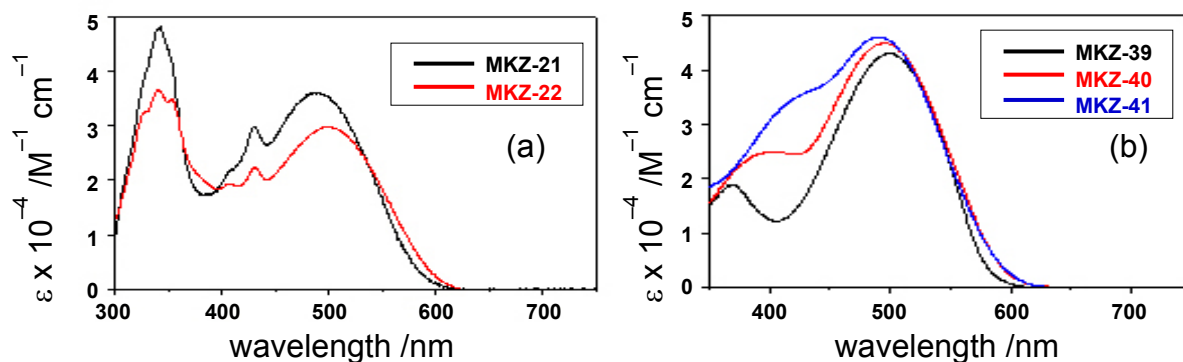 ε x 10⁻⁴ /M⁻¹ cm⁻¹
5
4
3
2
1
0
MKZ-21
MKZ-22
(a)
300 400 500 600 700
wavelength /nm
ε x 10⁻⁴ /M⁻¹ cm⁻¹
5
4
3
2
1
0
MKZ-39
MKZ-40
MKZ-41
(b)
400 500 600 700
wavelength /nm